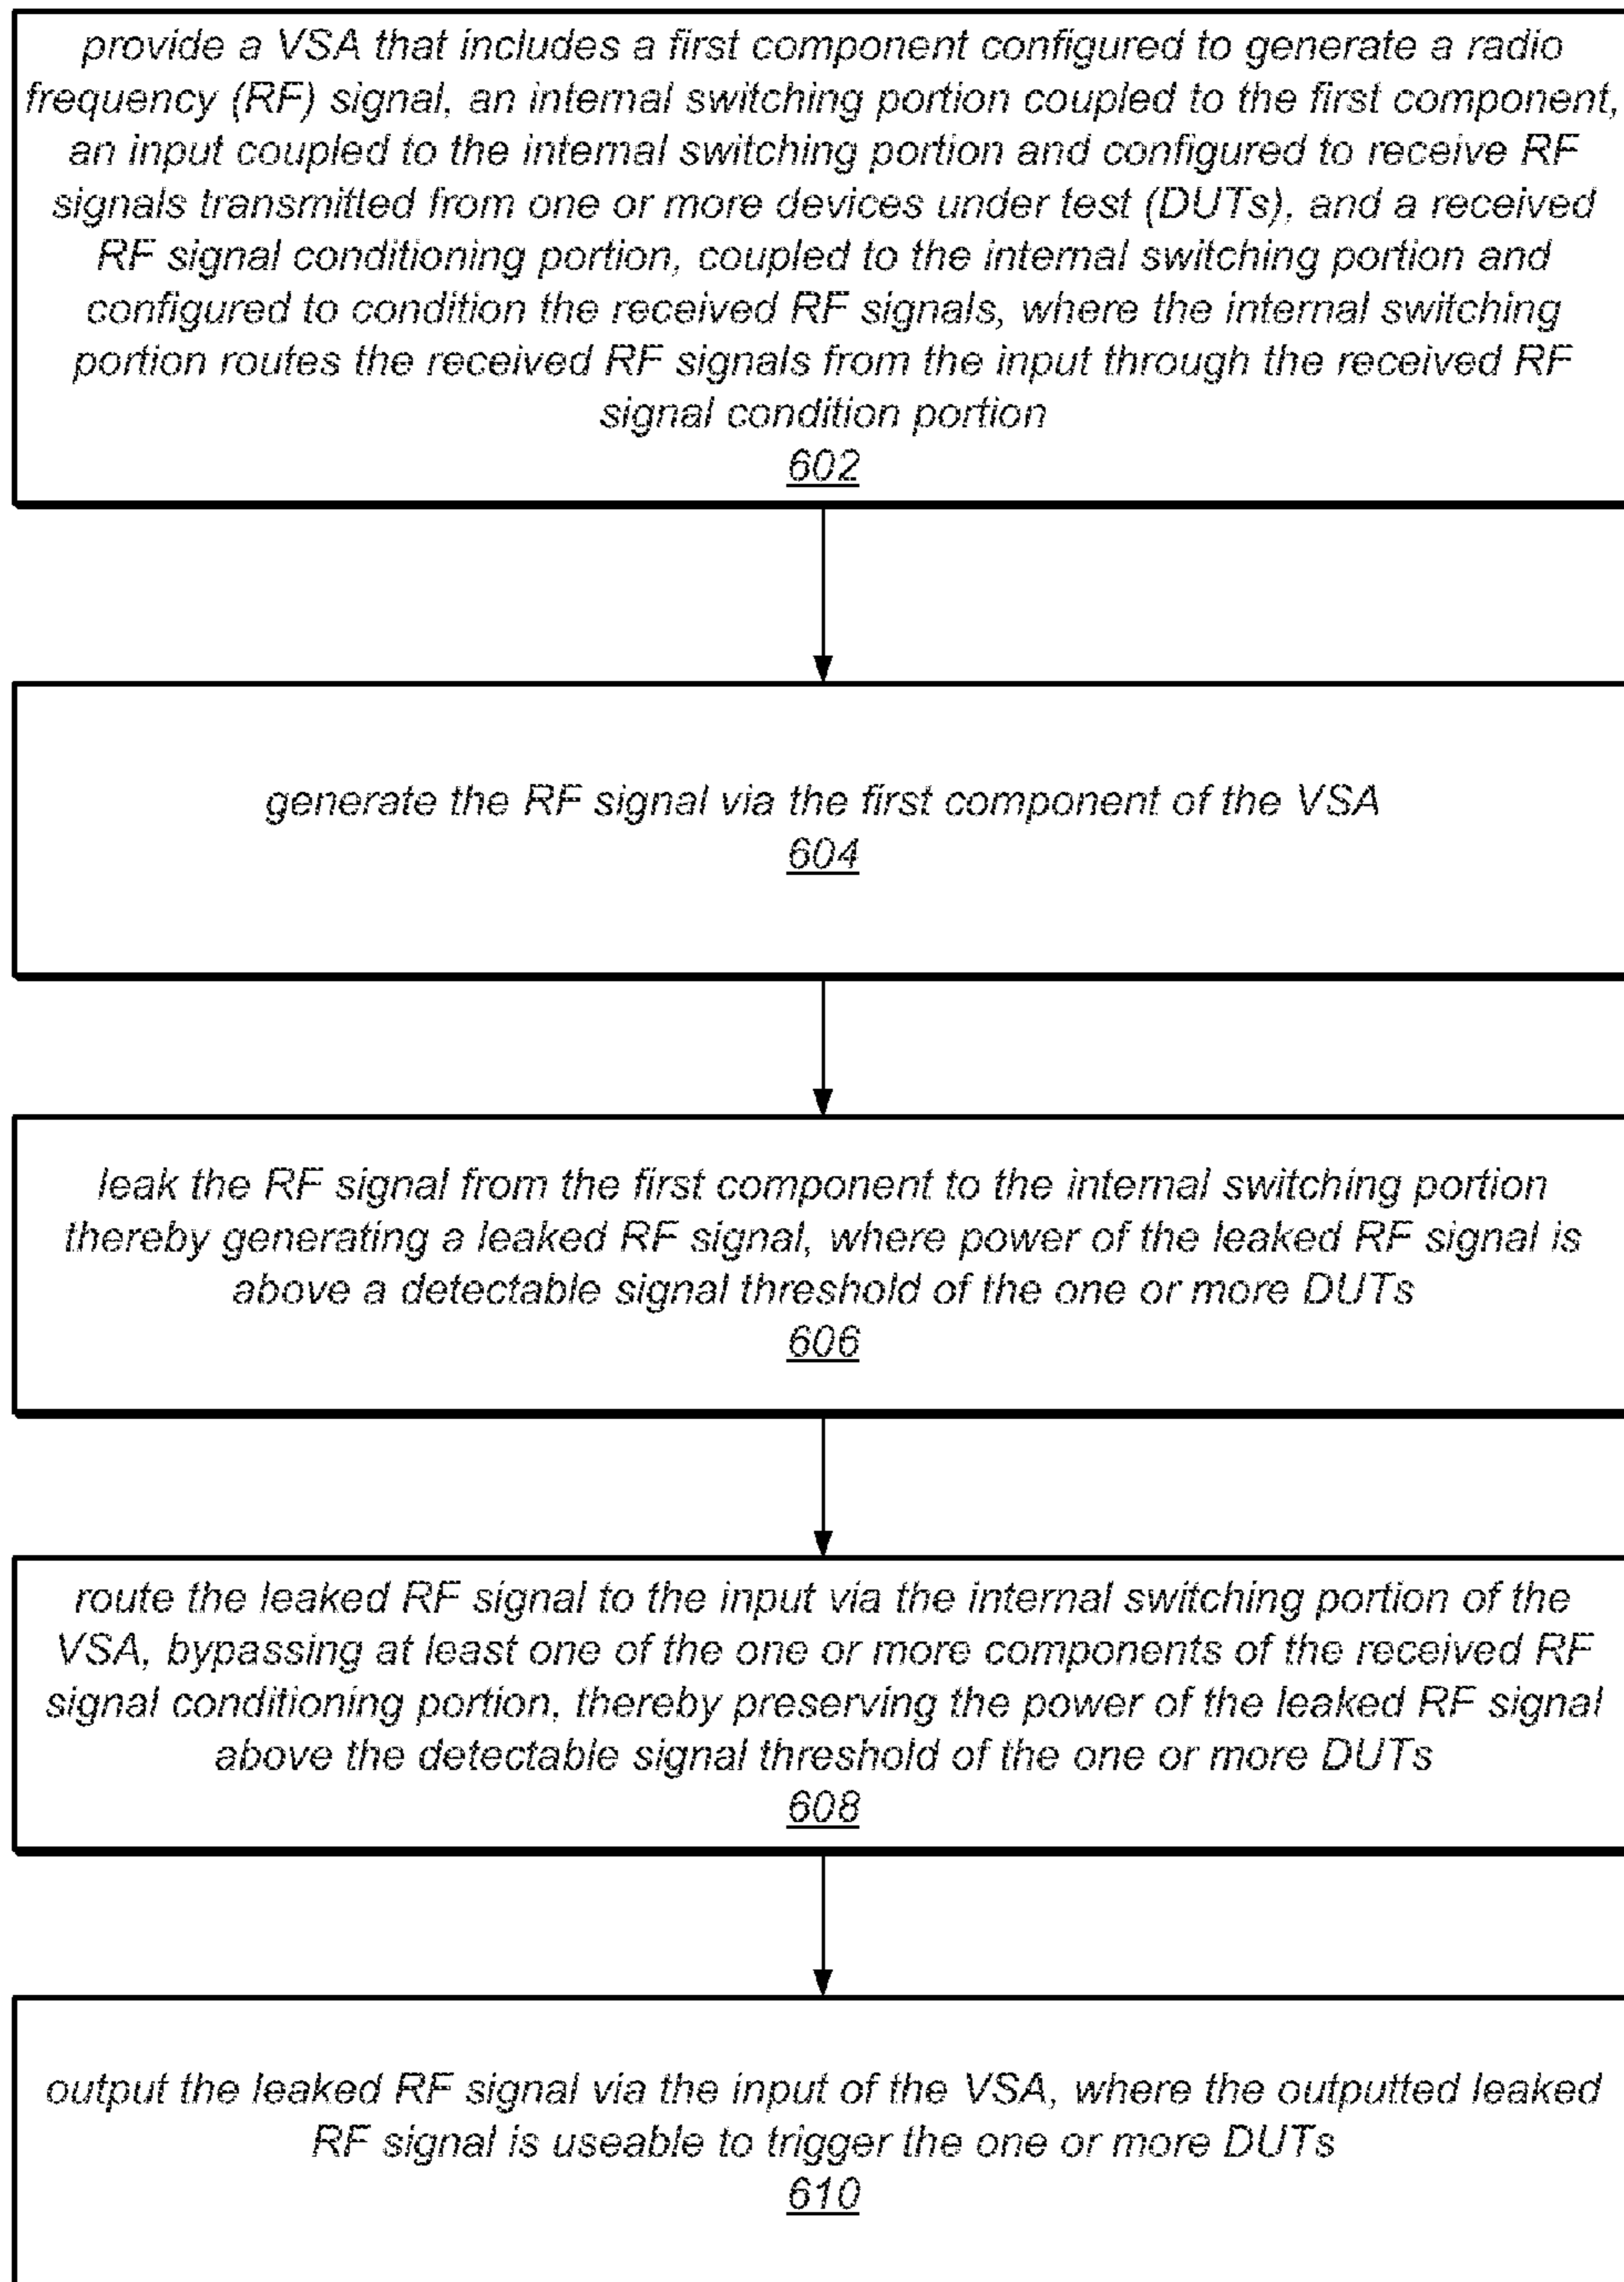 provide a VSA that includes a first component configured to generate a radio
frequency (RF) signal, an internal switching portion coupled to the first component,
an input coupled to the internal switching portion and configured to receive RF
signals transmitted from one or more devices under test (DUTs), and a received
RF signal conditioning portion, coupled to the internal switching portion and
configured to condition the received RF signals, where the internal switching
portion routes the received RF signals from the input through the received RF
signal condition portion
602
generate the RF signal via the first component of the VSA
604
leak the RF signal from the first component to the internal switching portion
thereby generating a leaked RF signal, where power of the leaked RF signal is
above a detectable signal threshold of the one or more DUTs
606
route the leaked RF signal to the input via the internal switching portion of the
VSA, bypassing at least one of the one or more components of the received RF
signal conditioning portion, thereby preserving the power of the leaked RF signal
above the detectable signal threshold of the one or more DUTs
608
output the leaked RF signal via the input of the VSA, where the outputted leaked
RF signal is useable to trigger the one or more DUTs
610